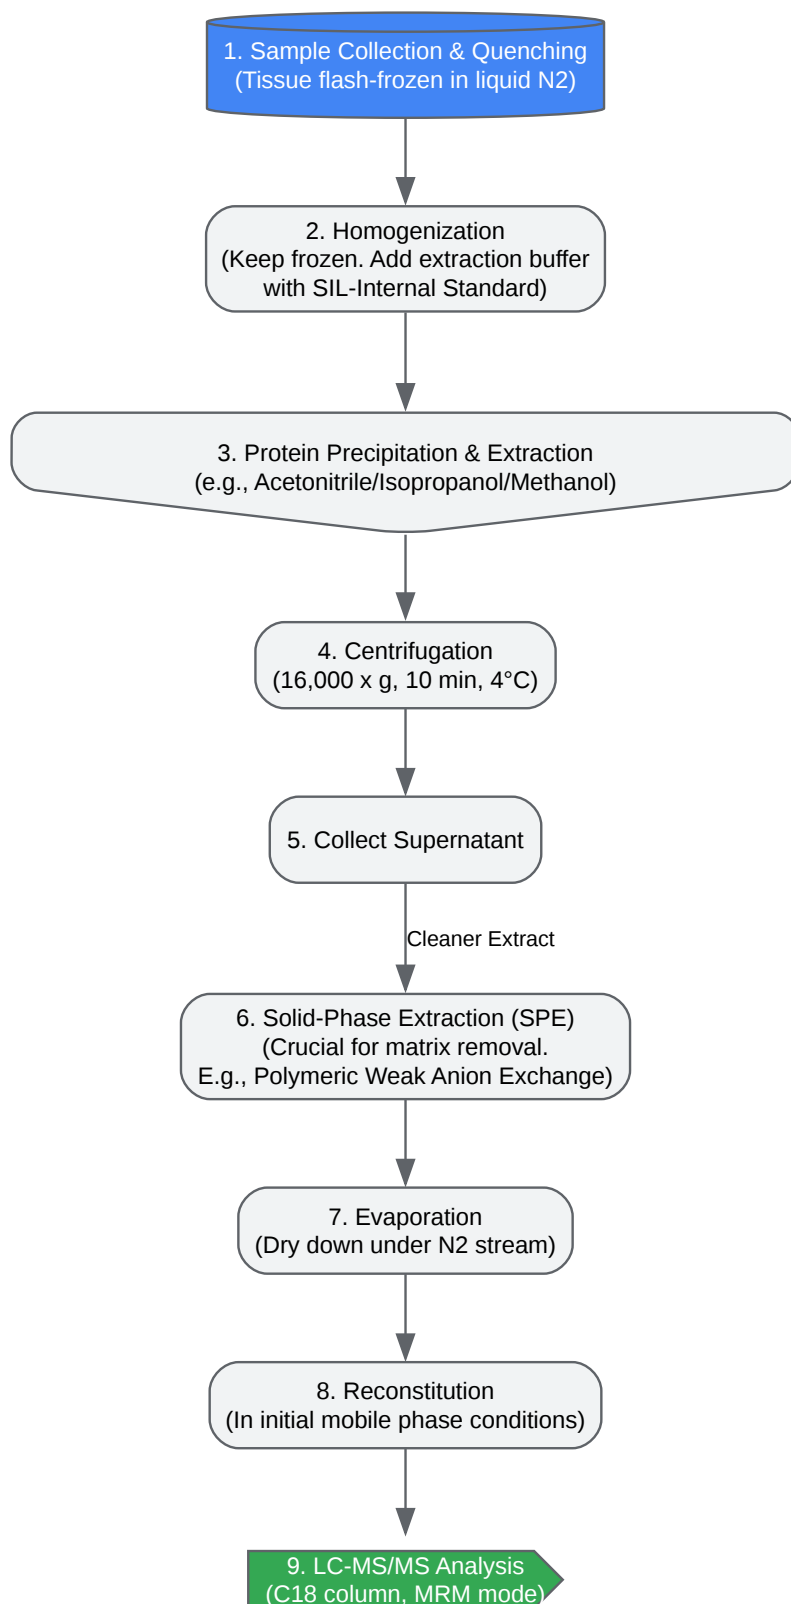 1. Sample Collection & Quenching
(Tissue flash-frozen in liquid N2)
2. Homogenization
(Keep frozen. Add extraction buffer
with SIL-Internal Standard)
3. Protein Precipitation & Extraction
(e.g., Acetonitrile/Isopropanol/Methanol)
4. Centrifugation
(16,000 x g, 10 min, 4°C)
5. Collect Supernatant
Cleaner Extract
6. Solid-Phase Extraction (SPE)
(Crucial for matrix removal.
E.g., Polymeric Weak Anion Exchange)
7. Evaporation
(Dry down under N2 stream)
8. Reconstitution
(In initial mobile phase conditions)
9. LC-MS/MS Analysis
(C18 column, MRM mode)